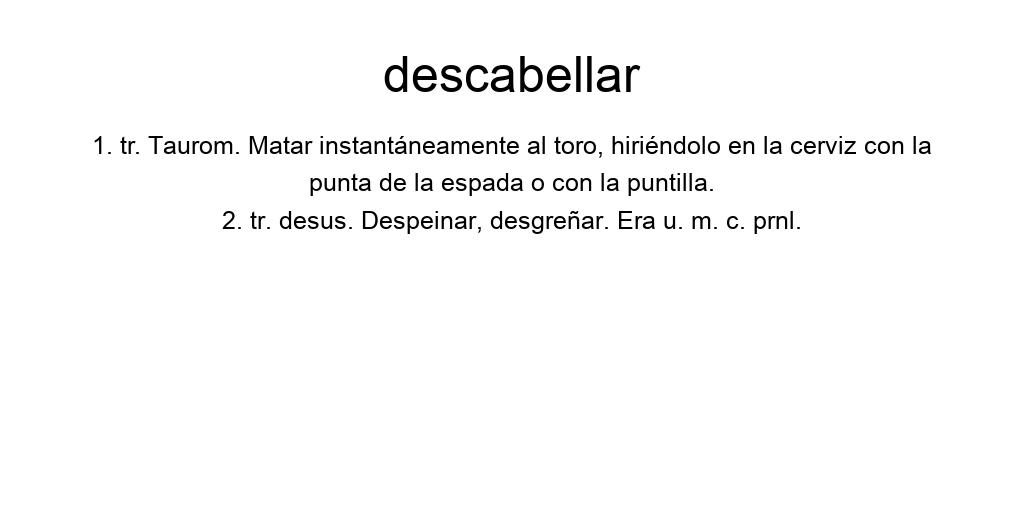 descabellar
1. tr. Taurom. Matar instantáneamente al toro, hiriéndolo en la cerviz con la
punta de la espada o con la puntilla.
2. tr. desus. Despeinar, desgreñar. Era u. m. c. prnl.